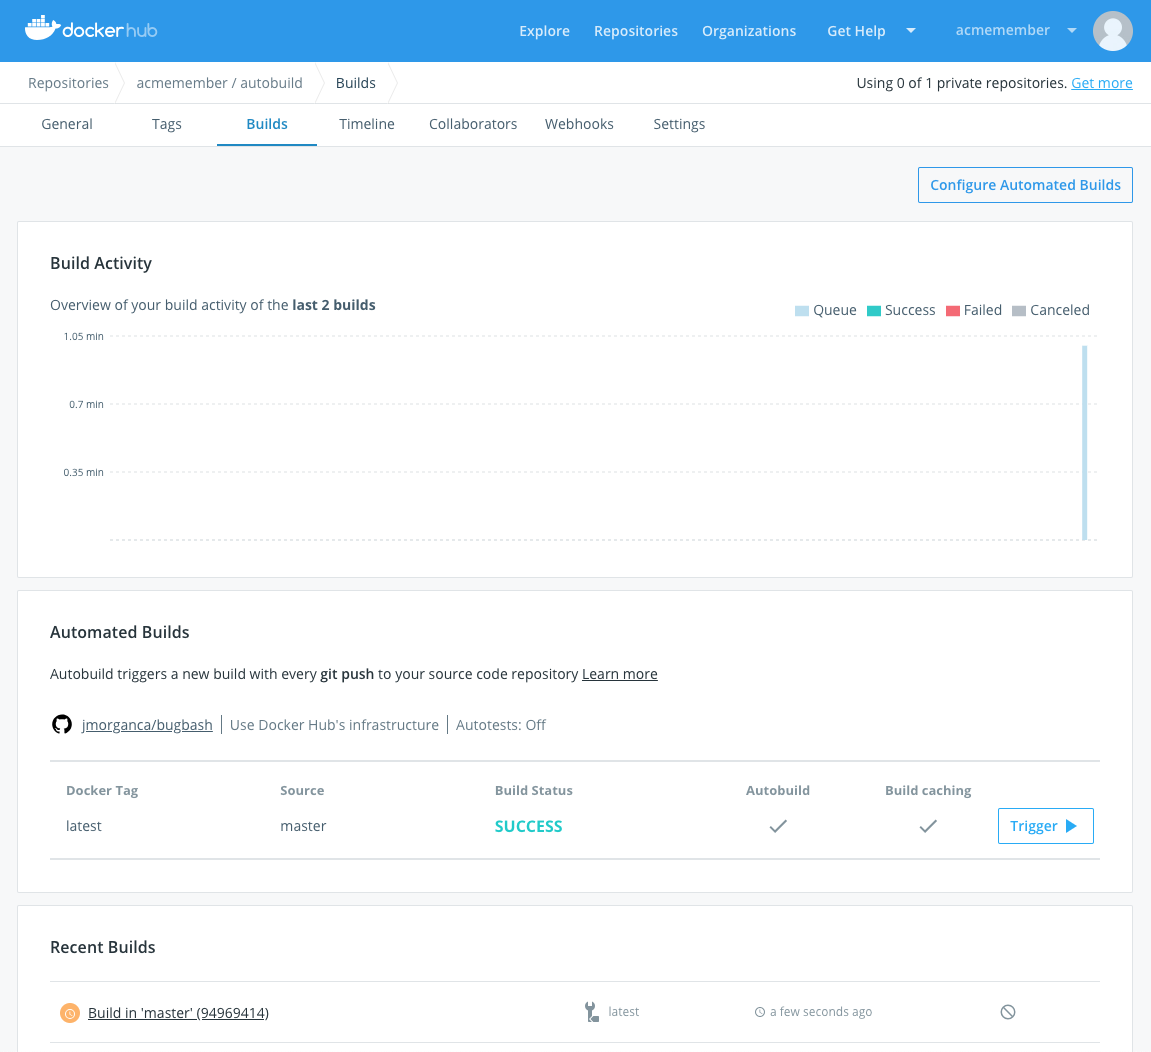 dockerhub Explore Repositories Organizations Get Help acmemember
Repositories acmemember / autobuild Builds Using 0 of 1 private repositories. Get more
General Tags Builds Timeline Collaborators Webhooks Settings
Configure Automated Builds
Build Activity
Overview of your build activity of the last 2 builds
Queue Success Failed Canceled
1.05 min
0.7 min
0.35 min
Automated Builds
Autobuild triggers a new build with every git push to your source code repository Learn more
jmorganca/bugbash Use Docker Hub's infrastructure Autotests: Off
Docker Tag Source Build Status Autobuild Build caching
latest master SUCCESS Trigger
Recent Builds
Build in 'master' (94969414) latest a few seconds ago